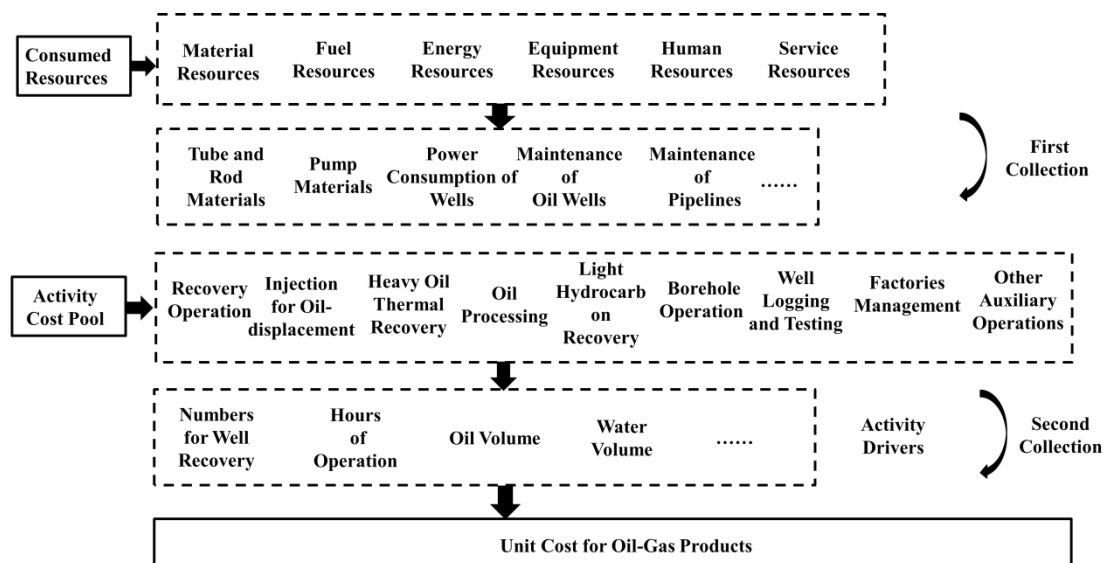 Consumed
Resources
Material
Resources
Fuel
Resources
Energy
Resources
Equipment
Resources
Human
Resources
Service
Resources
Tube and
Rod
Materials
Pump
Materials
Power
Consumption of
Wells
Maintenance
of
Oil Wells
Maintenance
of
Pipelines
......
First
Collection
Activity
Cost Pool
Recovery
Operation
Injection
for Oil-
displacement
Heavy Oil
Thermal
Recovery
Oil
Processing
Light
Hydrocarb
on
Recovery
Borehole
Operation
Well
Logging
and Testing
Factories
Management
Other
Auxiliary
Operations
Numbers
for Well
Recovery
Hours
of
Operation
Oil Volume
Water
Volume
......
Activity
Drivers
Second
Collection
Unit Cost for Oil-Gas Products